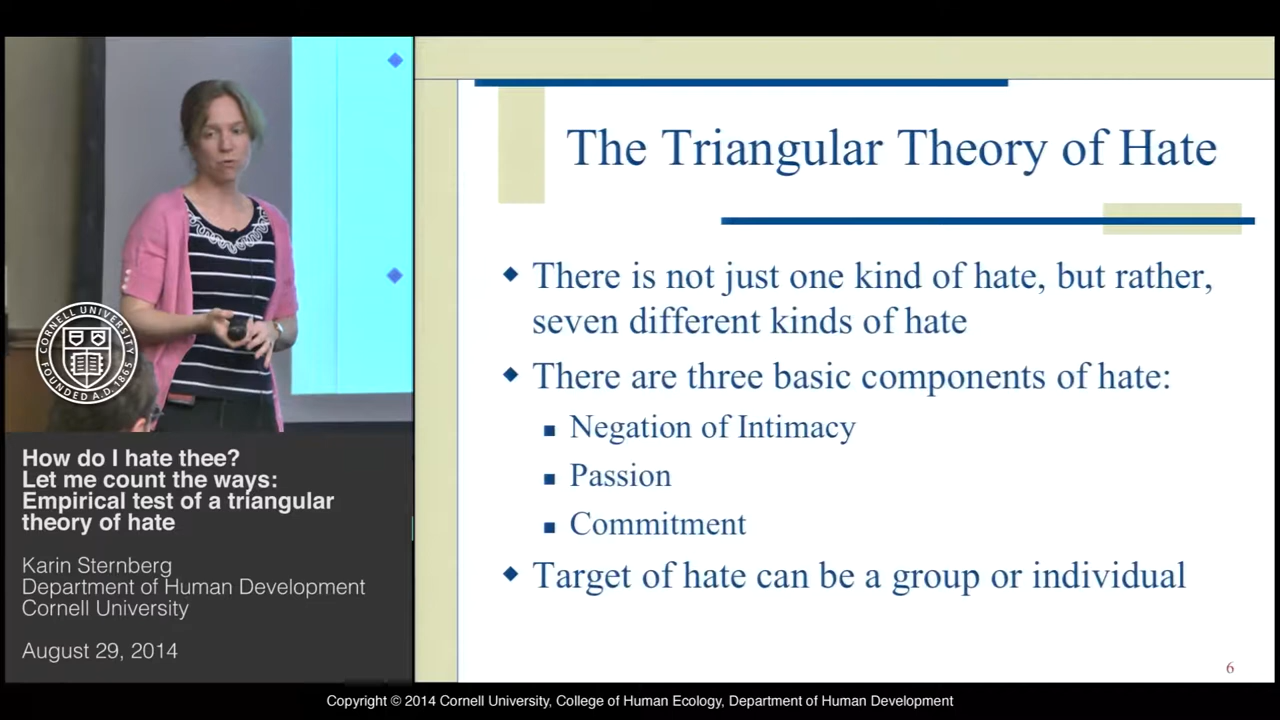 The Triangular Theory of Hate
◆ There is not just one kind of hate, but rather,
seven different kinds of hate
◆ There are three basic components of hate:
■ Negation of Intimacy
■ Passion
■ Commitment
◆ Target of hate can be a group or individual
6
CORNELL UNIVERSITY
FOUNDED A.D. 1865
How do I hate thee?
Let me count the ways:
Empirical test of a triangular
theory of hate
Karin Sternberg
Department of Human Development
Cornell University
August 29, 2014
Copyright © 2014 Cornell University, College of Human Ecology, Department of Human Development